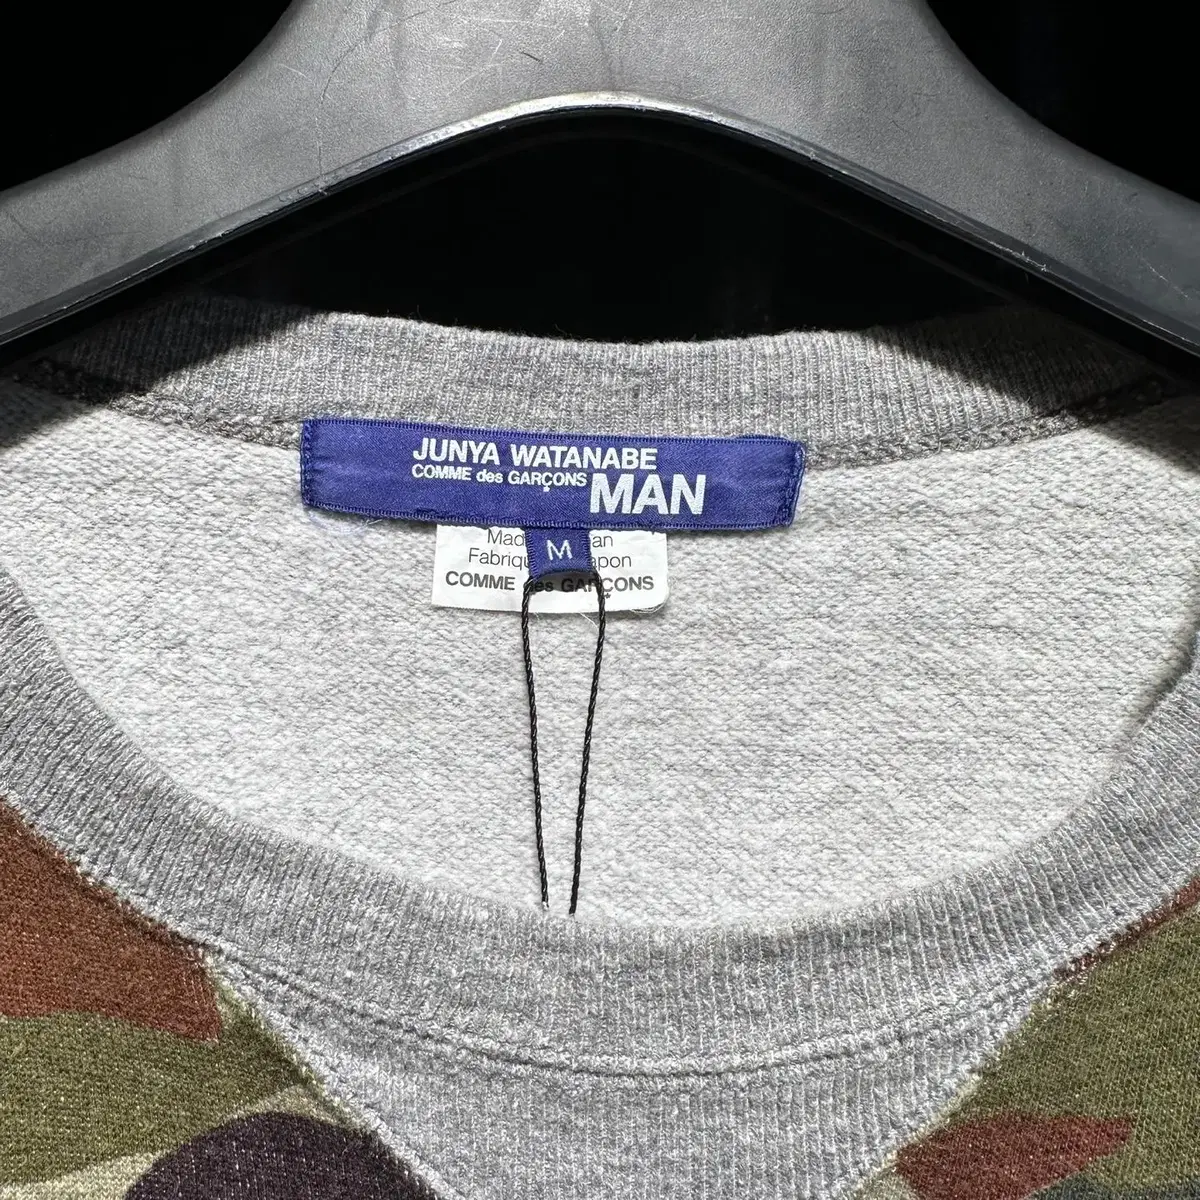 JUNYA WATANABE
COMME des GARÇONS MAN
M
COMME des GARÇONS